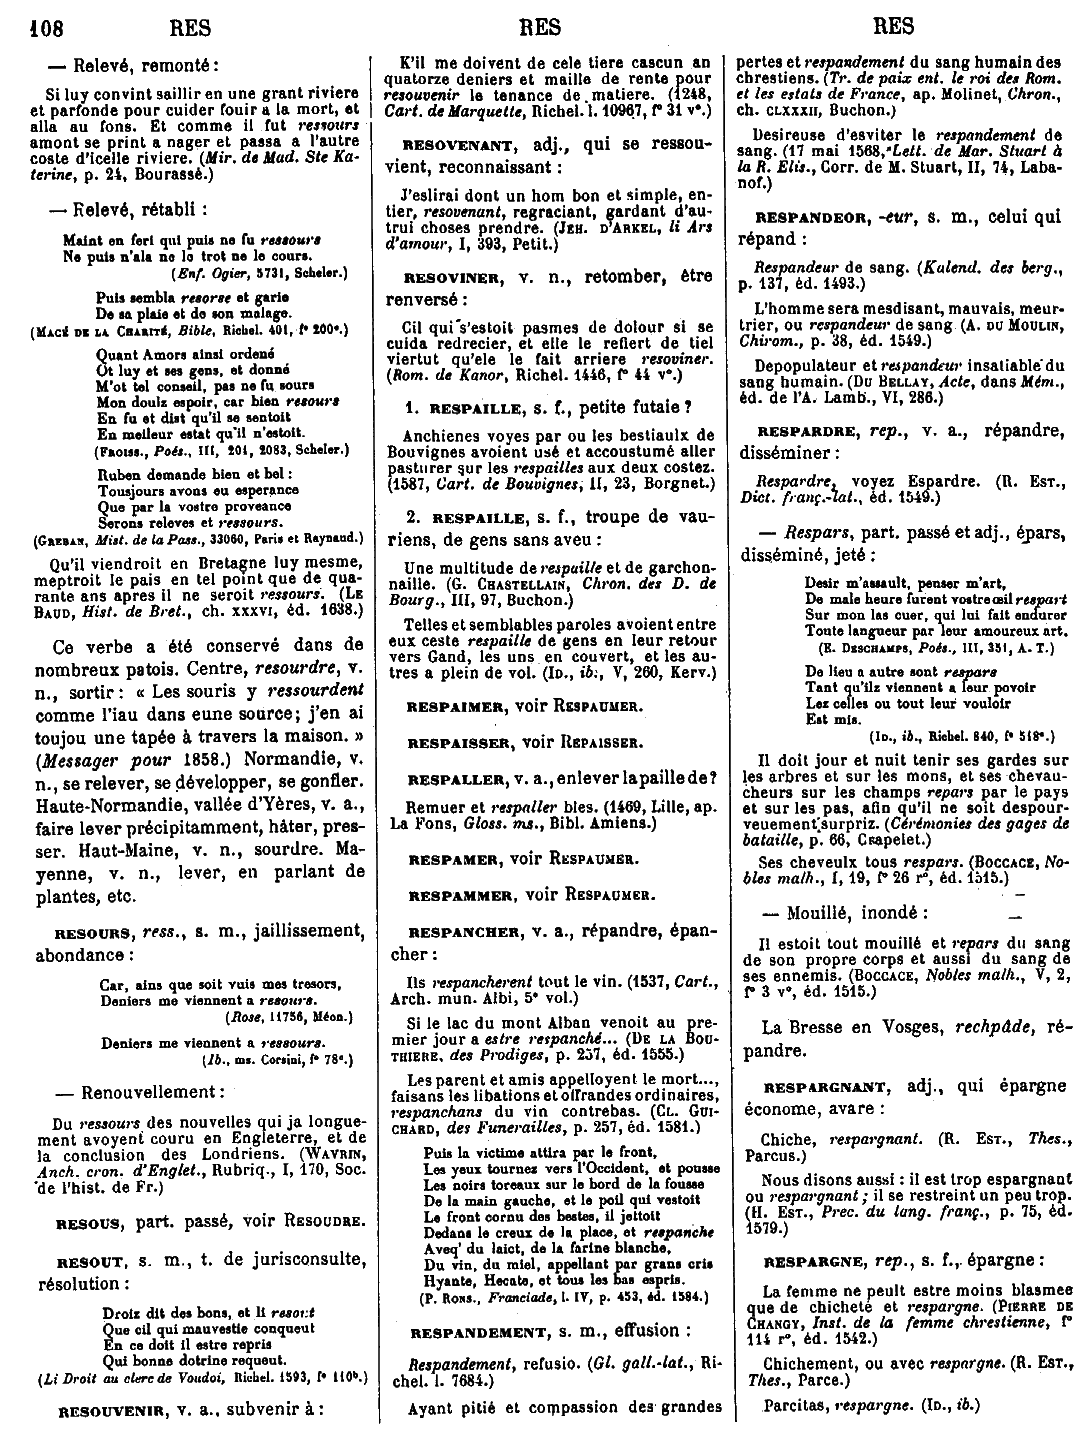 108 RES RES RES
— Relevé, remonté :
Si luy convint saillir en une grant riviere
et parfonde pour cuider fouir a la mort, et
alla au fons. Et comme il fut ressours
amont se print a nager et passa a l'autre
coste d'icelle riviere. (Mir. de Mad. Ste Ka-
terine, p. 24, Bourassé.)
— Relevé, rétabli :
Maint en feri qui puis ne fu ressours
Ne puis n'ala ne lo trot ne le cours.
(Enf. Ogier, 5731, Scheler.)
Puis sembla resorse et garie
De sa plaie et de son malage.
(MACÉ DE LA CHARITÉ, Bible, Richel. 401, f° 200°.)
Quant Amors ainsi ordené
Ot luy et ses gens, et donné
M'ot tel conseil, pas ne fu sours
Mon doulz espoir, car bien resours
En fu et dist qu'il se sentoit
En meilleur estat qu'il n'estoit.
(FROISS., Poés., III, 201, 2083, Scheler.)
Ruben demande bien et bel :
Tousjours avons eu esperance
Que par la vostre proveance
Serons releves et ressours.
(GREBAN, Mist. de la Pass., 33060, Paris et Raynaud.)
Qu'il viendroit en Bretagne luy mesme,
meptroit le pais en tel point que de qua-
rante ans apres il ne seroit ressours. (LE
BAUD, Hist. de Bret., ch. XXXVI, éd. 1638.)
Ce verbe a été conservé dans de
nombreux patois. Centre, resourdre, v.
n., sortir : « Les souris y ressourdent
comme l'iau dans eune source; j'en ai
toujou une tapée à travers la maison. »
(Messager pour 1858.) Normandie, v.
n., se relever, se développer, se gonfler.
Haute-Normandie, vallée d'Yères, v. a.,
faire lever précipitamment, hâter, pres-
ser. Haut-Maine, v. n., sourdre. Ma-
yenne, v. n., lever, en parlant de
plantes, etc.
RESOURS, ress., s. m., jaillissement,
abondance :
Car, ains que soit vuis mes tresors,
Deniers me viennent a resours.
(Rose, 11756, Méon.)
Deniers me viennent a ressours.
(Ib., ms. Corsini, f° 78ª.)
— Renouvellement :
Du ressours des nouvelles qui ja longue-
ment avoyent couru en Engleterre, et de
la conclusion des Londriens. (WAVRIN,
Anch. cron. d'Englet., Rubriq., I, 170, Soc.
de l'hist. de Fr.)
RESOUS, part. passé, voir RESOUDRE.
RESOUT, s. m., t. de jurisconsulte,
résolution :
Droiz dit des bons, et li resout
Que cil qui mauvestie conqueut
En ce doit il estre repris
Qui bonne dotrine requeut.
(Li Droit au clerc de Voudoi, Richel. 1593, f° 110ᵇ.)
RESOUVENIR, v. a., subvenir à :
K'il me doivent de cele tiere cascun an
quatorze deniers et maille de rente pour
resouvenir le tenance de matiere. (1248,
Cart. de Marquette, Richel. l. 10967, f° 31 v°.)
RESOVENANT, adj., qui se ressou-
vient, reconnaissant :
J'eslirai dont un hom bon et simple, en-
tier, resovenant, regraciant, gardant d'au-
trui choses prendre. (JEH. D'ARKEL, li Ars
d'amour, I, 393, Petit.)
RESOVINER, v. n., retomber, être
renversé :
Cil qui s'estoit pasmes de dolour si se
cuida redrecier, et elle le refiert de tiel
viertut qu'ele le fait arriere resoviner.
(Rom. de Kanor, Richel. 1446, f° 44 v°.)
1. RESPAILLE, s. f., petite futaie ?
Anchienes voyes par ou les bestiaulx de
Bouvignes avoient usé et accoustumé aller
pasturer sur les respailles aux deux costez.
(1587, Cart. de Bouvignes, II, 23, Borgnet.)
2. RESPAILLE, s. f., troupe de vau-
riens, de gens sans aveu :
Une multitude de respaille et de garchon-
naille. (G. CHASTELLAIN, Chron. des D. de
Bourg., III, 97, Buchon.)
Telles et semblables paroles avoient entre
eux ceste respaille de gens en leur retour
vers Gand, les uns en couvert, et les au-
tres a plein de vol. (ID., ib., V, 260, Kerv.)
RESPAIMER, voir RESPAUMER.
RESPAISSER, voir REPAISSER.
RESPALLER, v. a., enlever la paille de ?
Remuer et respaller bles. (1469, Lille, ap.
La Fons, Gloss. ms., Bibl. Amiens.)
RESPAMER, voir RESPAUMER.
RESPAMMER, voir RESPAUMER.
RESPANCHER, v. a., répandre, épan-
cher :
Ils respancherent tout le vin. (1537, Cart.,
Arch. mun. Albi, 5ᵉ vol.)
Si le lac du mont Alban venoit au pre-
mier jour a estre respanché... (DE LA BOU-
THIERE, des Prodiges, p. 257, éd. 1555.)
Les parent et amis appelloyent le mort...,
faisans les libations et offrandes ordinaires,
respanchans du vin contrebas. (CL. GUI-
CHARD, des Funerailles, p. 257, éd. 1581.)
Puis la victime attira par le front,
Les yeux tournez vers l'Occident, et pousse
Les noirs toreaux sur le bord de la fousse
De la main gauche, et le poil qui vestoit
Le front cornu des bestes, il jettoit
Dedans le creux de la place, et respanche
Aveq' du laict, de la farine blanche,
Du vin, du miel, appellant par grans cris
Hyante, Hecate, et tous les bas espris.
(P. RONS., Franciade, l. IV, p. 453, éd. 1584.)
RESPANDEMENT, s. m., effusion :
Respandement, refusio. (Gl. gall.-lat., Ri-
chel. l. 7684.)
Ayant pitié et compassion des grandes
pertes et respandement du sang humain des
chrestiens. (Tr. de paix ent. le roi des Rom.
et les estats de France, ap. Molinet, Chron.,
ch. CLXXXII, Buchon.)
Desireuse d'esviter le respandement de
sang. (17 mai 1568, Lett. de Mar. Stuart à
la R. Elis., Corr. de M. Stuart, II, 74, Laba-
nof.)
RESPANDEOR, -eur, s. m., celui qui
répand :
Respandeur de sang. (Kalend. des berg.,
p. 137, éd. 1493.)
L'homme sera mesdisant, mauvais, meur-
trier, ou respandeur de sang (A. DU MOULIN,
Chirom., p. 38, éd. 1549.)
Depopulateur et respandeur insatiable du
sang humain. (DU BELLAY, Acte, dans Mém.,
éd. de l'A. Lamb., VI, 286.)
RESPARDRE, rep., v. a., répandre,
disséminer :
Respardre, voyez Espardre. (R. EST.,
Dict. franç.-lat., éd. 1549.)
— Respars, part. passé et adj., épars,
disséminé, jeté :
Desir m'assault, penser m'art,
De male heure furent vostre œil respart
Sur mon las cuer, qui lui fait endurer
Toute langueur par leur amoureux art.
(E. DESCHAMPS, Poés., III, 351, A. T.)
De lieu a autre sont respars
Tant qu'ilz viennent a leur povoir
Lez celles ou tout leur vouloir
Est mis.
(ID., ib., Richel. 840, f° 518ᵃ.)
Il doit jour et nuit tenir ses gardes sur
les arbres et sur les mons, et ses chevau-
cheurs sur les champs repars par le pays
et sur les pas, afin qu'il ne soit despour-
veuement surpriz. (Cérémonies des gages de
bataille, p. 66, Crapelet.)
Ses cheveulx tous respars. (BOCCACE, No-
bles malh., I, 19, f° 26 r°, éd. 1515.)
— Mouillé, inondé :
Il estoit tout mouillé et repars du sang
de son propre corps et aussi du sang de
ses ennemis. (BOCCACE, Nobles malh., V, 2,
f° 3 v°, éd. 1515.)
La Bresse en Vosges, rechpâde, ré-
pandre.
RESPARGNANT, adj., qui épargne
économe, avare :
Chiche, respargnant. (R. EST., Thes.,
Parcus.)
Nous disons aussi : il est trop espargnant
ou respargnant ; il se restreint un peu trop.
(H. EST., Prec. du lang. franç., p. 75, éd.
1579.)
RESPARGNE, rep., s. f., épargne :
La femme ne peult estre moins blasmee
que de chicheté et respargne. (PIERRE DE
CHANGY, Inst. de la femme chrestienne, f°
114 r°, éd. 1542.)
Chichement, ou avec respargne. (R. EST.,
Thes., Parce.)
Parcitas, respargne. (ID., ib.)